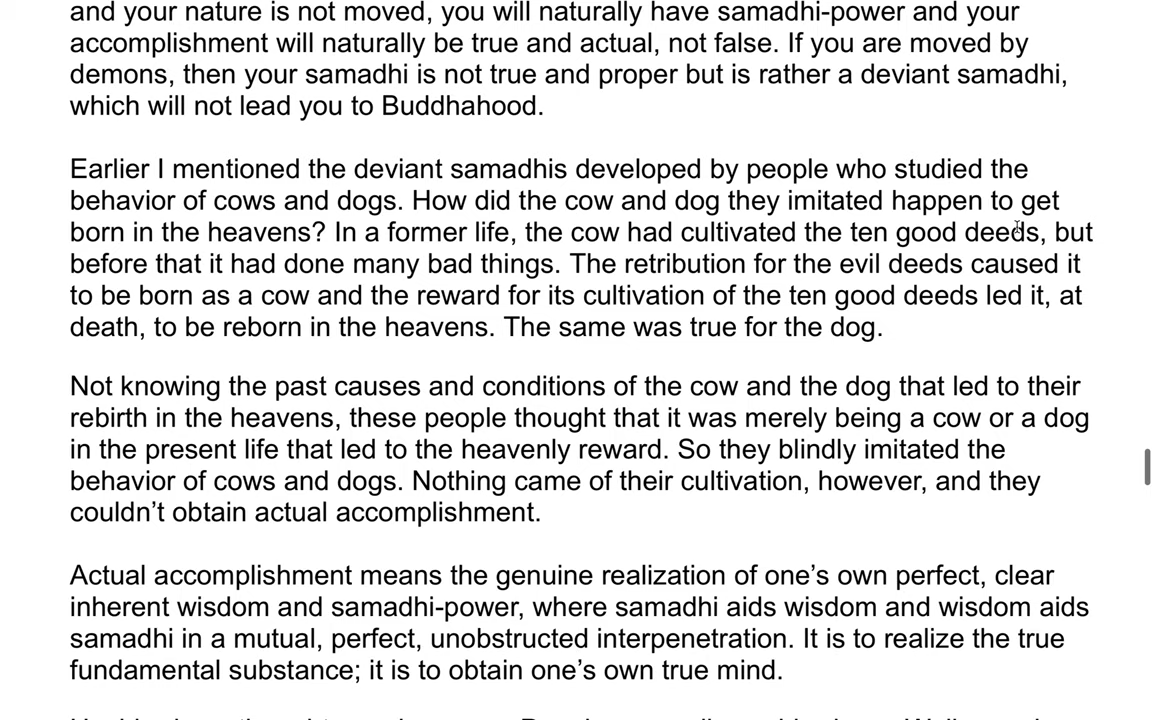 and your nature is not moved, you will naturally have samadhi-power and your
accomplishment will naturally be true and actual, not false. If you are moved by
demons, then your samadhi is not true and proper but is rather a deviant samadhi,
which will not lead you to Buddhahood.
Earlier I mentioned the deviant samadhis developed by people who studied the
behavior of cows and dogs. How did the cow and dog they imitated happen to get
born in the heavens? In a former life, the cow had cultivated the ten good deeds, but
before that it had done many bad things. The retribution for the evil deeds caused it
to be born as a cow and the reward for its cultivation of the ten good deeds led it, at
death, to be reborn in the heavens. The same was true for the dog.
Not knowing the past causes and conditions of the cow and the dog that led to their
rebirth in the heavens, these people thought that it was merely being a cow or a dog
in the present life that led to the heavenly reward. So they blindly imitated the
behavior of cows and dogs. Nothing came of their cultivation, however, and they
couldn’t obtain actual accomplishment.
Actual accomplishment means the genuine realization of one’s own perfect, clear
inherent wisdom and samadhi-power, where samadhi aids wisdom and wisdom aids
samadhi in a mutual, perfect, unobstructed interpenetration. It is to realize the true
fundamental substance; it is to obtain one’s own true mind.